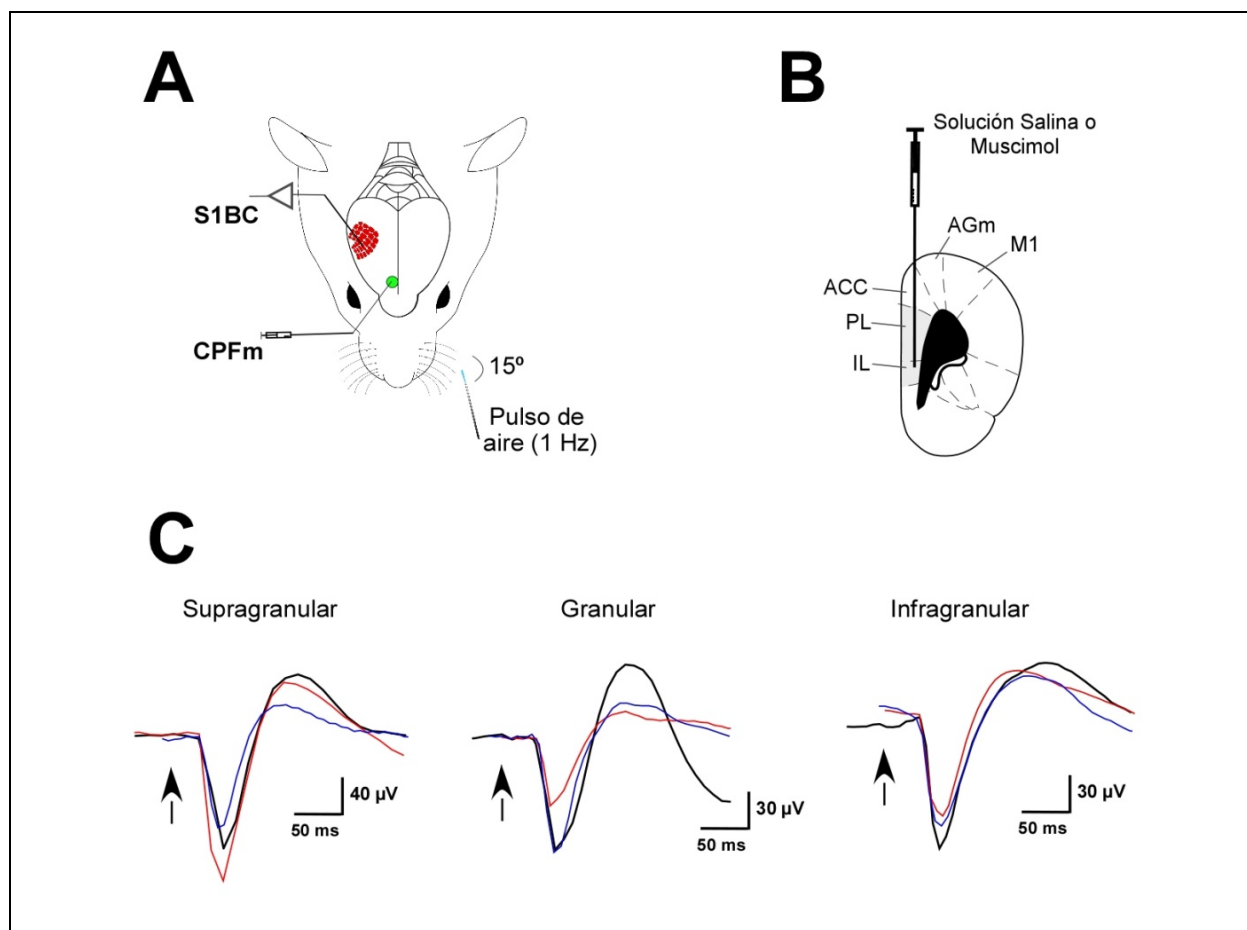 A
S1BC
CPFm
15º
Pulso de
aire (1 Hz)
B
Solución Salina o
Muscimol
AGm
M1
ACC
PL
IL
C
Supragranular
Granular
Infragranular
40 µV
50 ms
30 µV
50 ms
30 µV
50 ms